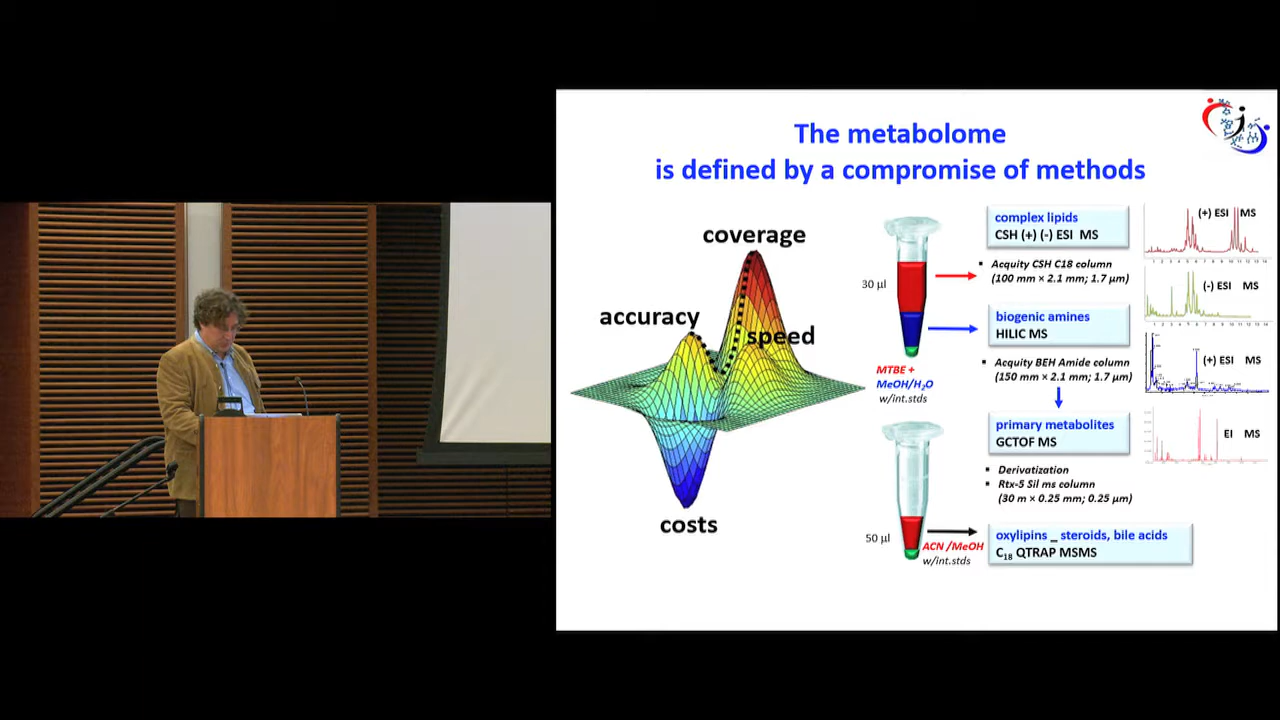 The metabolome
is defined by a compromise of methods
coverage
accuracy
speed
costs
30 µl
MTBE +
MeOH/H₂O
w/int.stds
complex lipids
CSH (+) (-) ESI MS
▪ Acquity CSH C18 column
(100 mm × 2.1 mm; 1.7 µm)
biogenic amines
HILIC MS
▪ Acquity BEH Amide column
(150 mm × 2.1 mm; 1.7 µm)
primary metabolites
GCTOF MS
▪ Derivatization
▪ Rtx-5 Sil ms column
(30 m × 0.25 mm; 0.25 µm)
50 µl
ACN /MeOH
w/int.stds
oxylipins _ steroids, bile acids
C₁₈ QTRAP MSMS
(+) ESI MS
(-) ESI MS
(+) ESI MS
EI MS